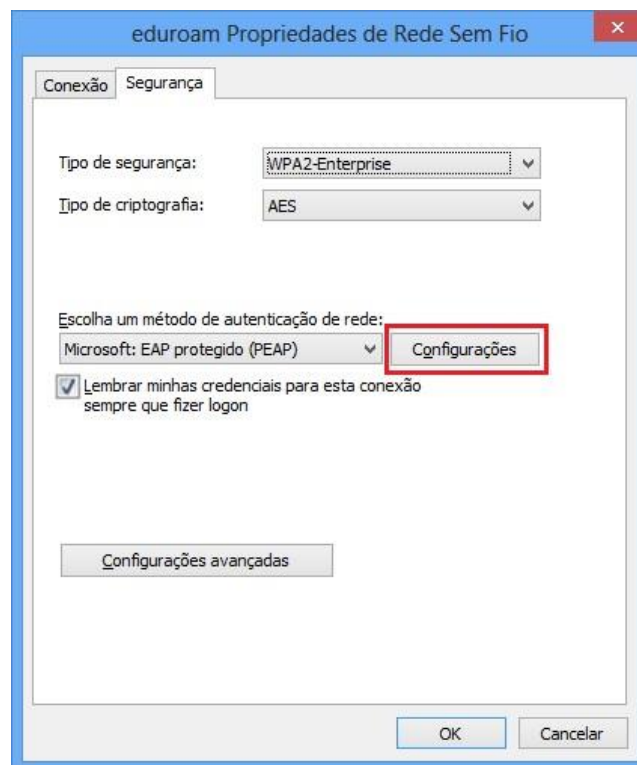 eduroam Propriedades de Rede Sem Fio
Conexão Segurança
Tipo de segurança: WPA2-Enterprise
Tipo de criptografia: AES
Escolha um método de autenticação de rede:
Microsoft: EAP protegido (PEAP) Configurações
Lembrar minhas credenciais para esta conexão
sempre que fizer logon
Configurações avançadas
OK Cancelar